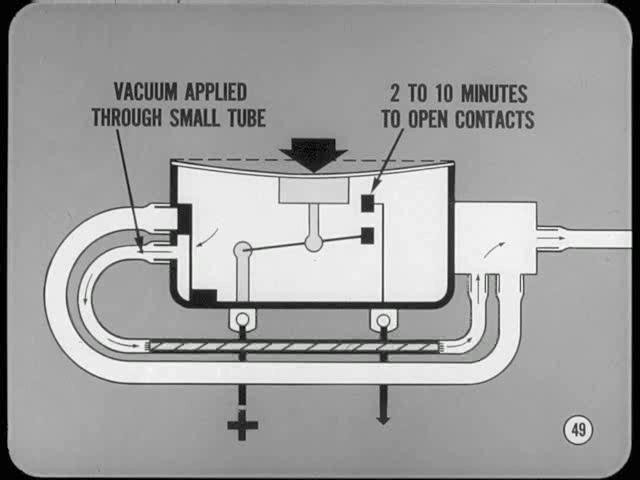 VACUUM APPLIED
THROUGH SMALL TUBE
2 TO 10 MINUTES
TO OPEN CONTACTS
+
49